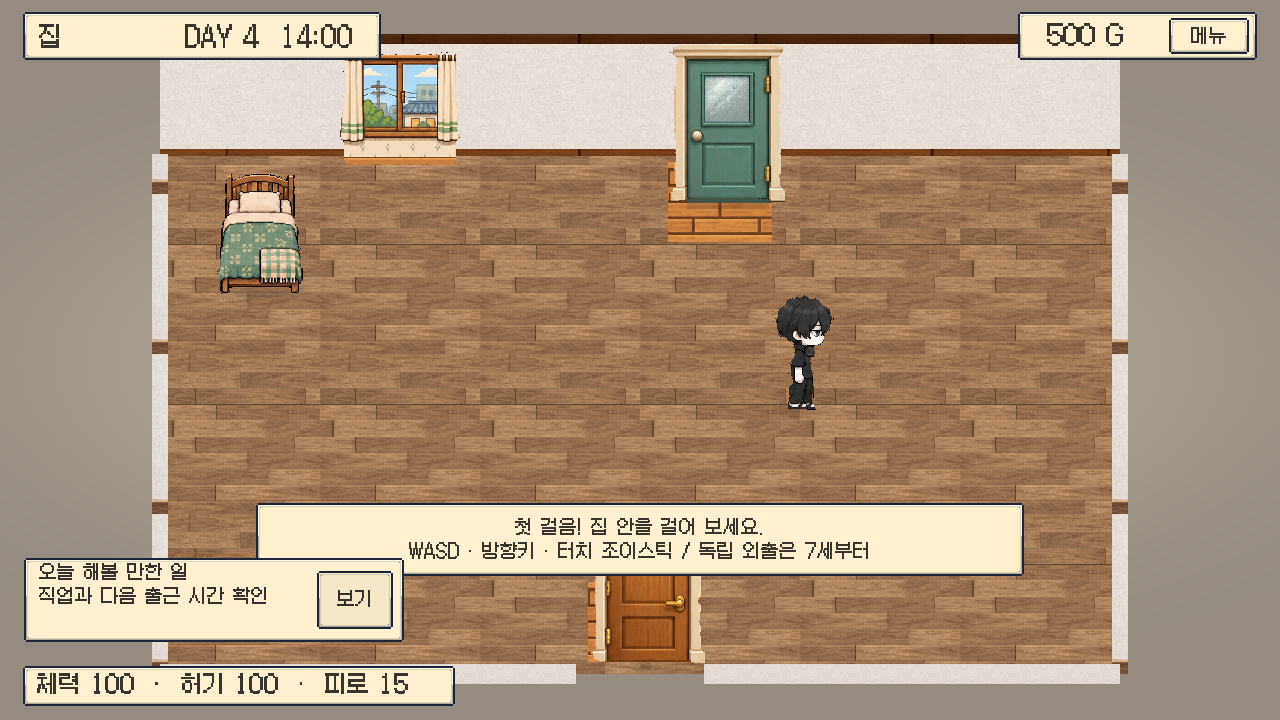 집 DAY 4 14:00
500 G 메뉴
첫 걸음! 집 안을 걸어 보세요.
WASD · 방향키 · 터치 조이스틱 / 독립 외출은 7세부터
오늘 해볼 만한 일
직업과 다음 출근 시간 확인
보기
체력 100 · 허기 100 · 피로 15